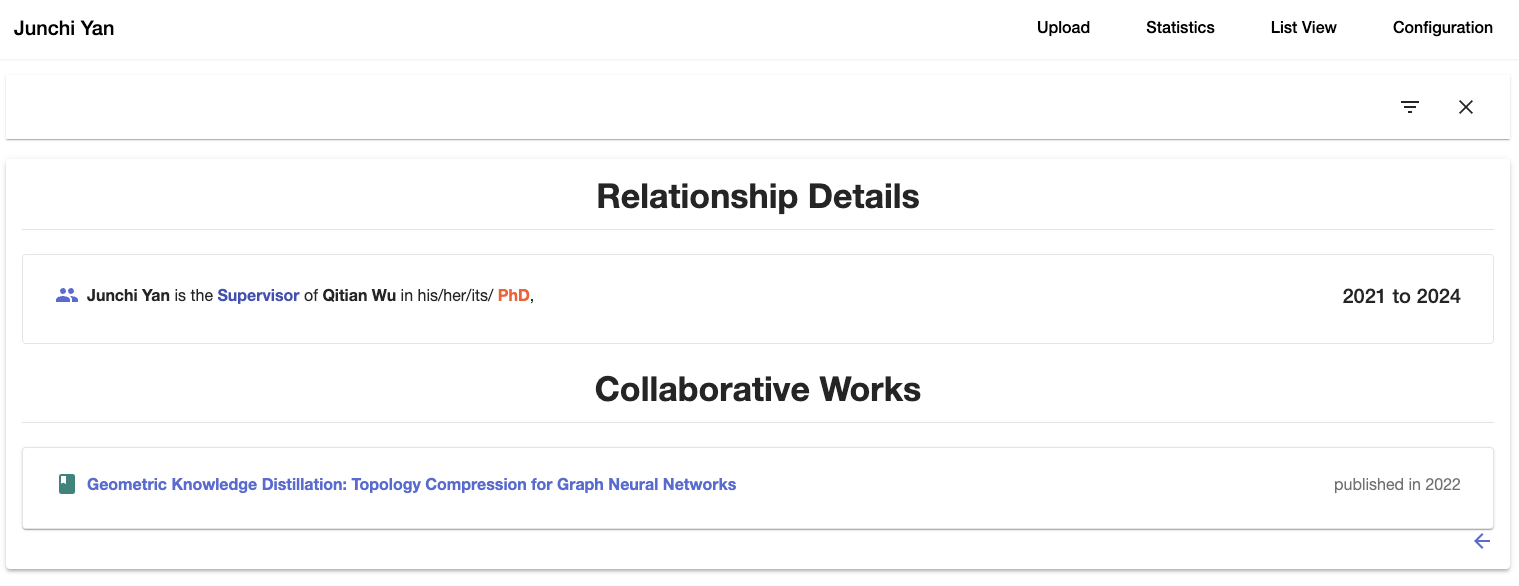 Junchi Yan Upload Statistics List View Configuration
Relationship Details
Junchi Yan is the Supervisor of Qitian Wu in his/her/its/ PhD, 2021 to 2024
Collaborative Works
Geometric Knowledge Distillation: Topology Compression for Graph Neural Networks published in 2022